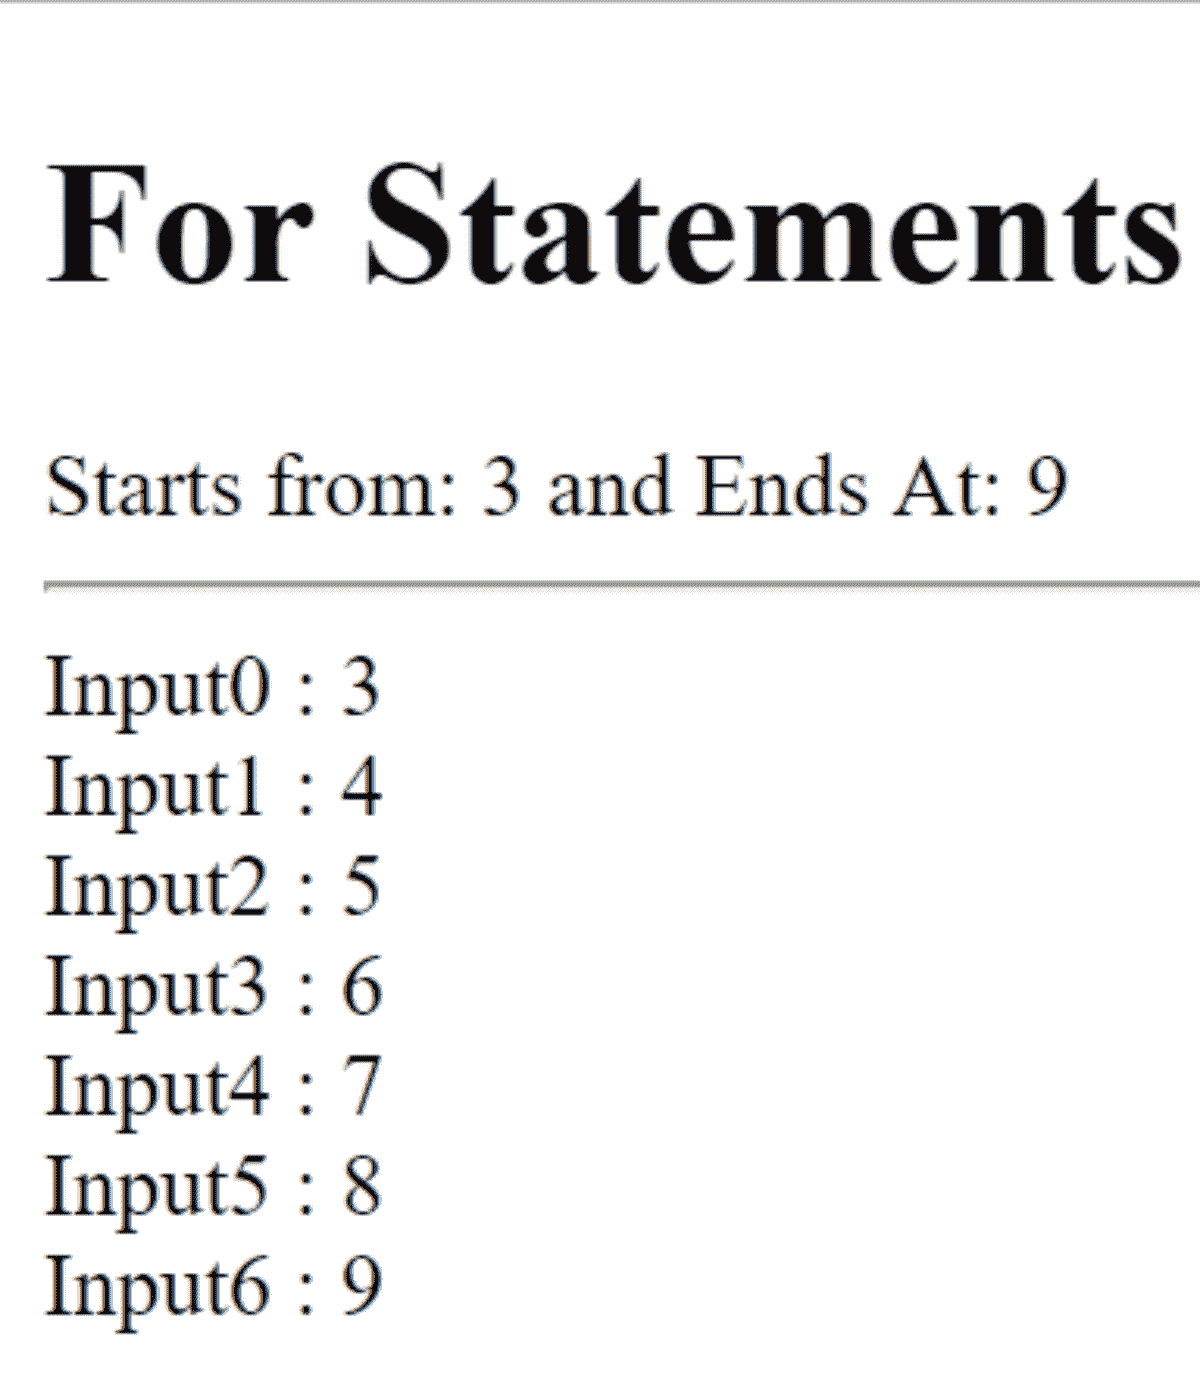 For Statements
Starts from: 3 and Ends At: 9
Input0 : 3
Input1 : 4
Input2 : 5
Input3 : 6
Input4 : 7
Input5 : 8
Input6 : 9